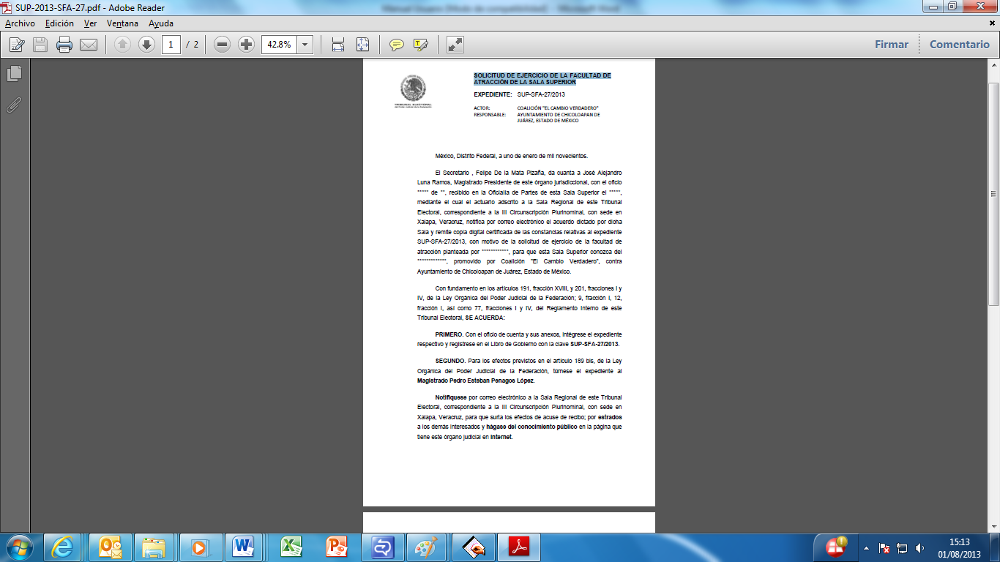 SUP-2013-SFA-27.pdf - Adobe Reader
Archivo Edición Ver Ventana Ayuda
1 / 2 42.8% Firmar Comentario
SOLICITUD DE EJERCICIO DE LA FACULTAD DE
ATRACCIÓN DE LA SALA SUPERIOR
EXPEDIENTE: SUP-SFA-27/2013
TRIBUNAL ELECTORAL
ACTOR: COALICIÓN "EL CAMBIO VERDADERO"
RESPONSABLE: AYUNTAMIENTO DE CHICOLOAPAN DE
JUÁREZ, ESTADO DE MÉXICO
México, Distrito Federal, a uno de enero de mil novecientos.
El Secretario , Felipe De la Mata Pizaña, da cuanta a José Alejandro
Luna Ramos, Magistrado Presidente de este órgano jurisdiccional, con el oficio
***** de **, recibido en la Oficialía de Partes de esta Sala Superior el *****,
mediante el cual el actuario adscrito a la Sala Regional de este Tribunal
Electoral, correspondiente a la III Circunscripción Plurinominal, con sede en
Xalapa, Veracruz, notifica por correo electrónico el acuerdo dictado por dicha
Sala y remite copia digital certificada de las constancias relativas al expediente
SUP-SFA-27/2013, con motivo de la solicitud de ejercicio de la facultad de
atracción planteada por ************, para que esta Sala Superior conozca del
*************, promovido por Coalición "El Cambio Verdadero", contra
Ayuntamiento de Chicoloapan de Juárez, Estado de México.
Con fundamento en los artículos 191, fracción XVIII, y 201, fracciones I y
IV, de la Ley Orgánica del Poder Judicial de la Federación; 9, fracción I, 12,
fracción I, así como 77, fracciones I y IV, del Reglamento Interno de este
Tribunal Electoral, SE ACUERDA:
PRIMERO. Con el oficio de cuenta y sus anexos, intégrese el expediente
respectivo y regístrese en el Libro de Gobierno con la clave SUP-SFA-27/2013.
SEGUNDO. Para los efectos previstos en el artículo 189 bis, de la Ley
Orgánica del Poder Judicial de la Federación, túrnese el expediente al
Magistrado Pedro Esteban Penagos López.
Notifíquese por correo electrónico a la Sala Regional de este Tribunal
Electoral, correspondiente a la III Circunscripción Plurinominal, con sede en
Xalapa, Veracruz, para que surta los efectos de acuse de recibo; por estrados
a los demás interesados y hágase del conocimiento público en la página que
tiene este órgano judicial en Internet.
15:13
01/08/2013